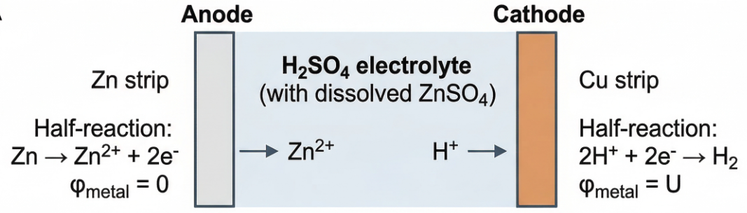 Anode
Cathode
Zn strip
Half-reaction:
Zn → Zn²⁺ + 2e⁻
φmetal = 0
H₂SO₄ electrolyte
(with dissolved ZnSO₄)
→ Zn²⁺
H⁺ →
Cu strip
Half-reaction:
2H⁺ + 2e⁻ → H₂
φmetal = U